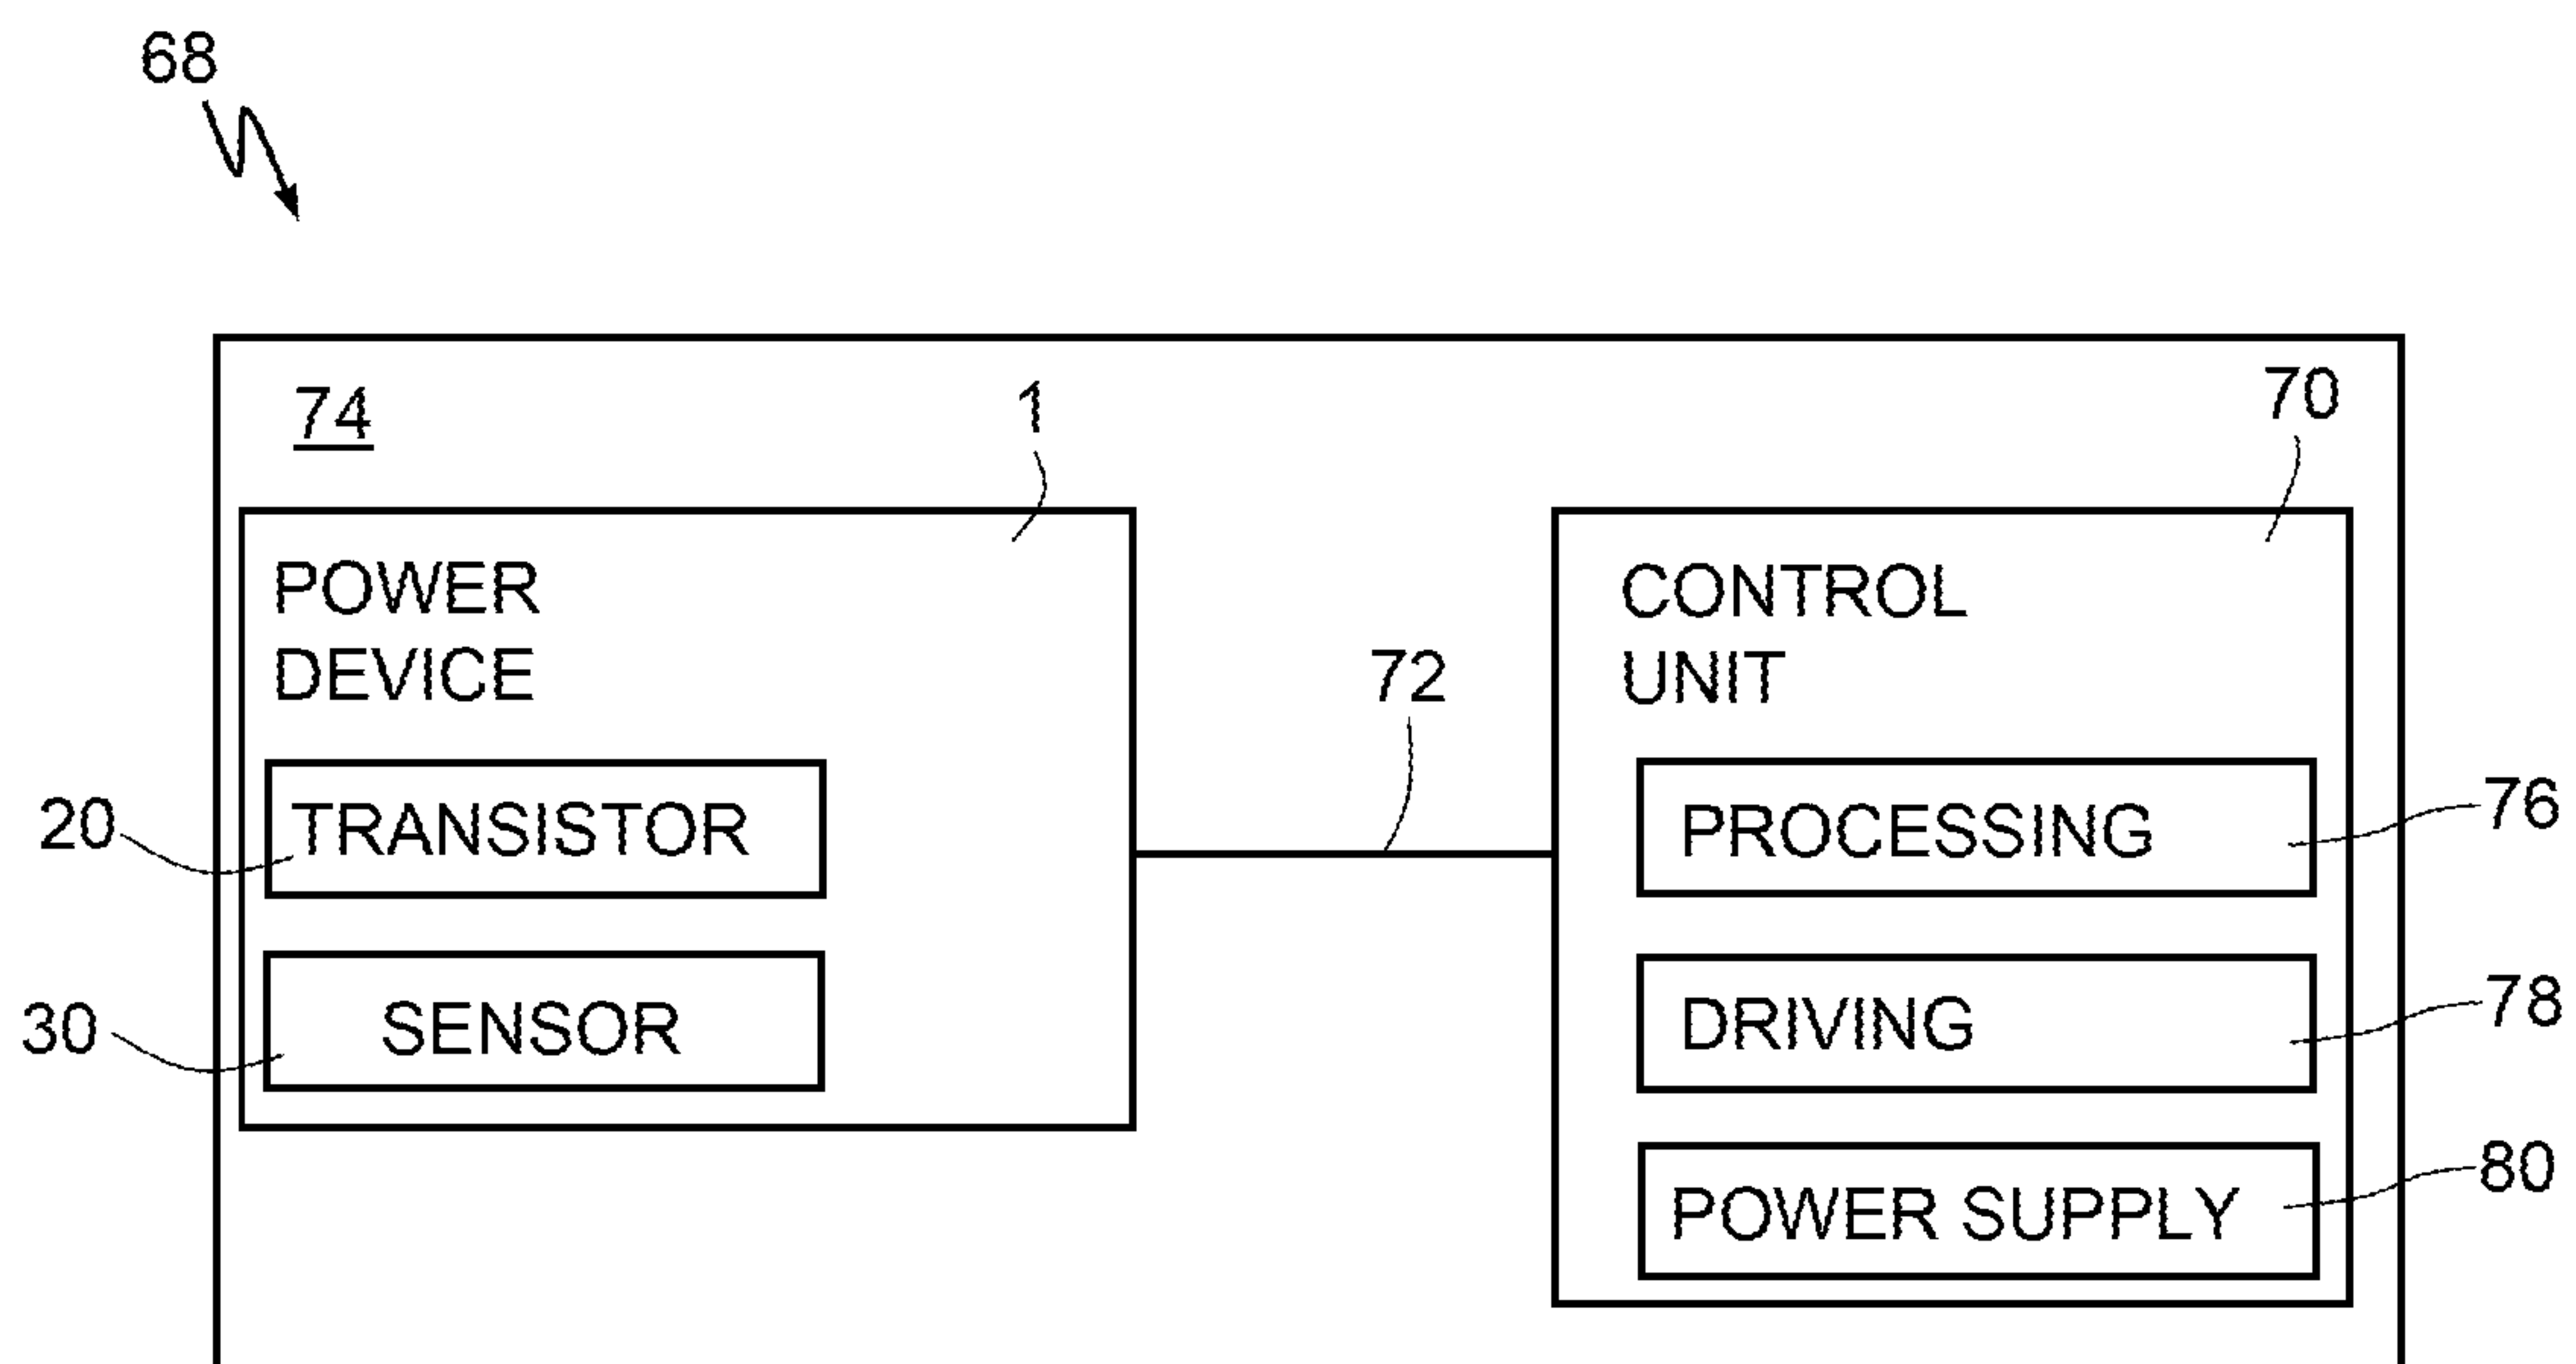 68
74
1
70
POWER
DEVICE
CONTROL
UNIT
72
20
TRANSISTOR
PROCESSING
76
30
SENSOR
DRIVING
78
POWER SUPPLY
80